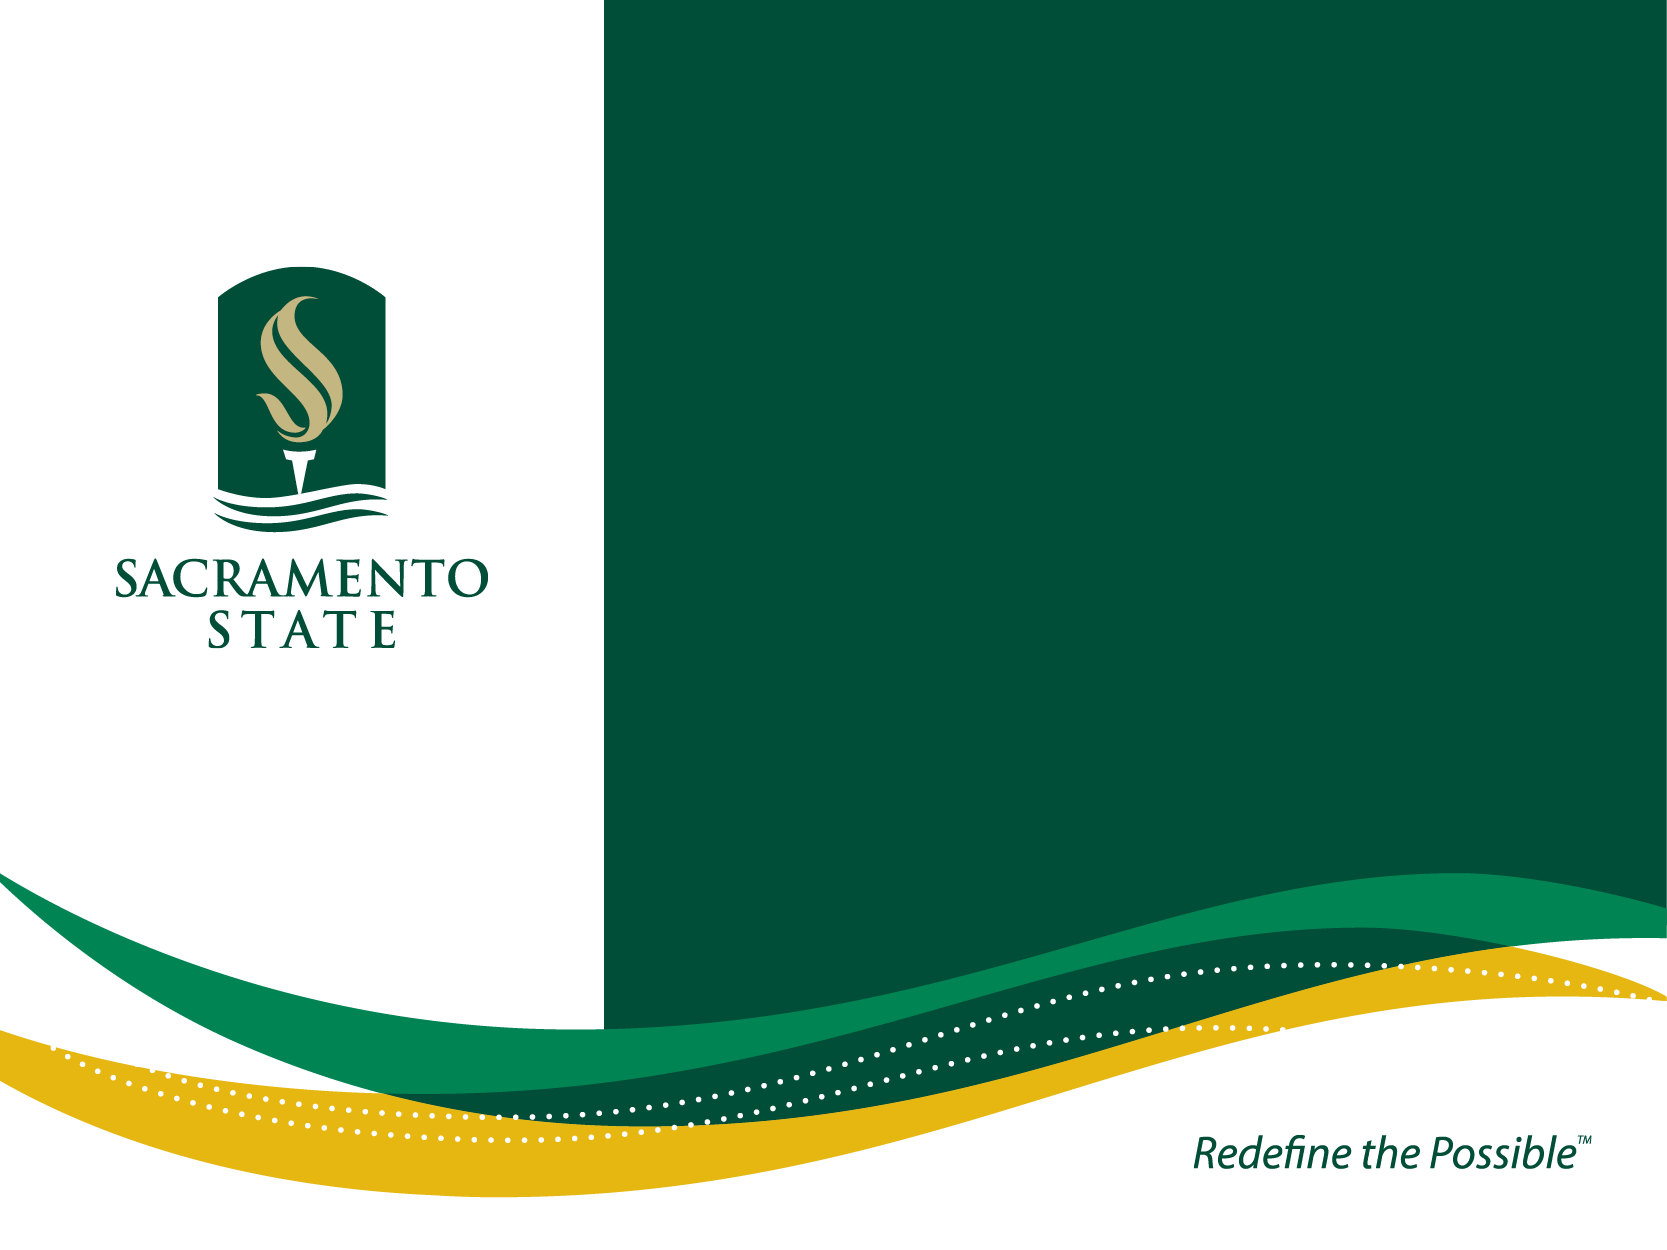 SACRAMENTO
STATE
Redefine the Possible™